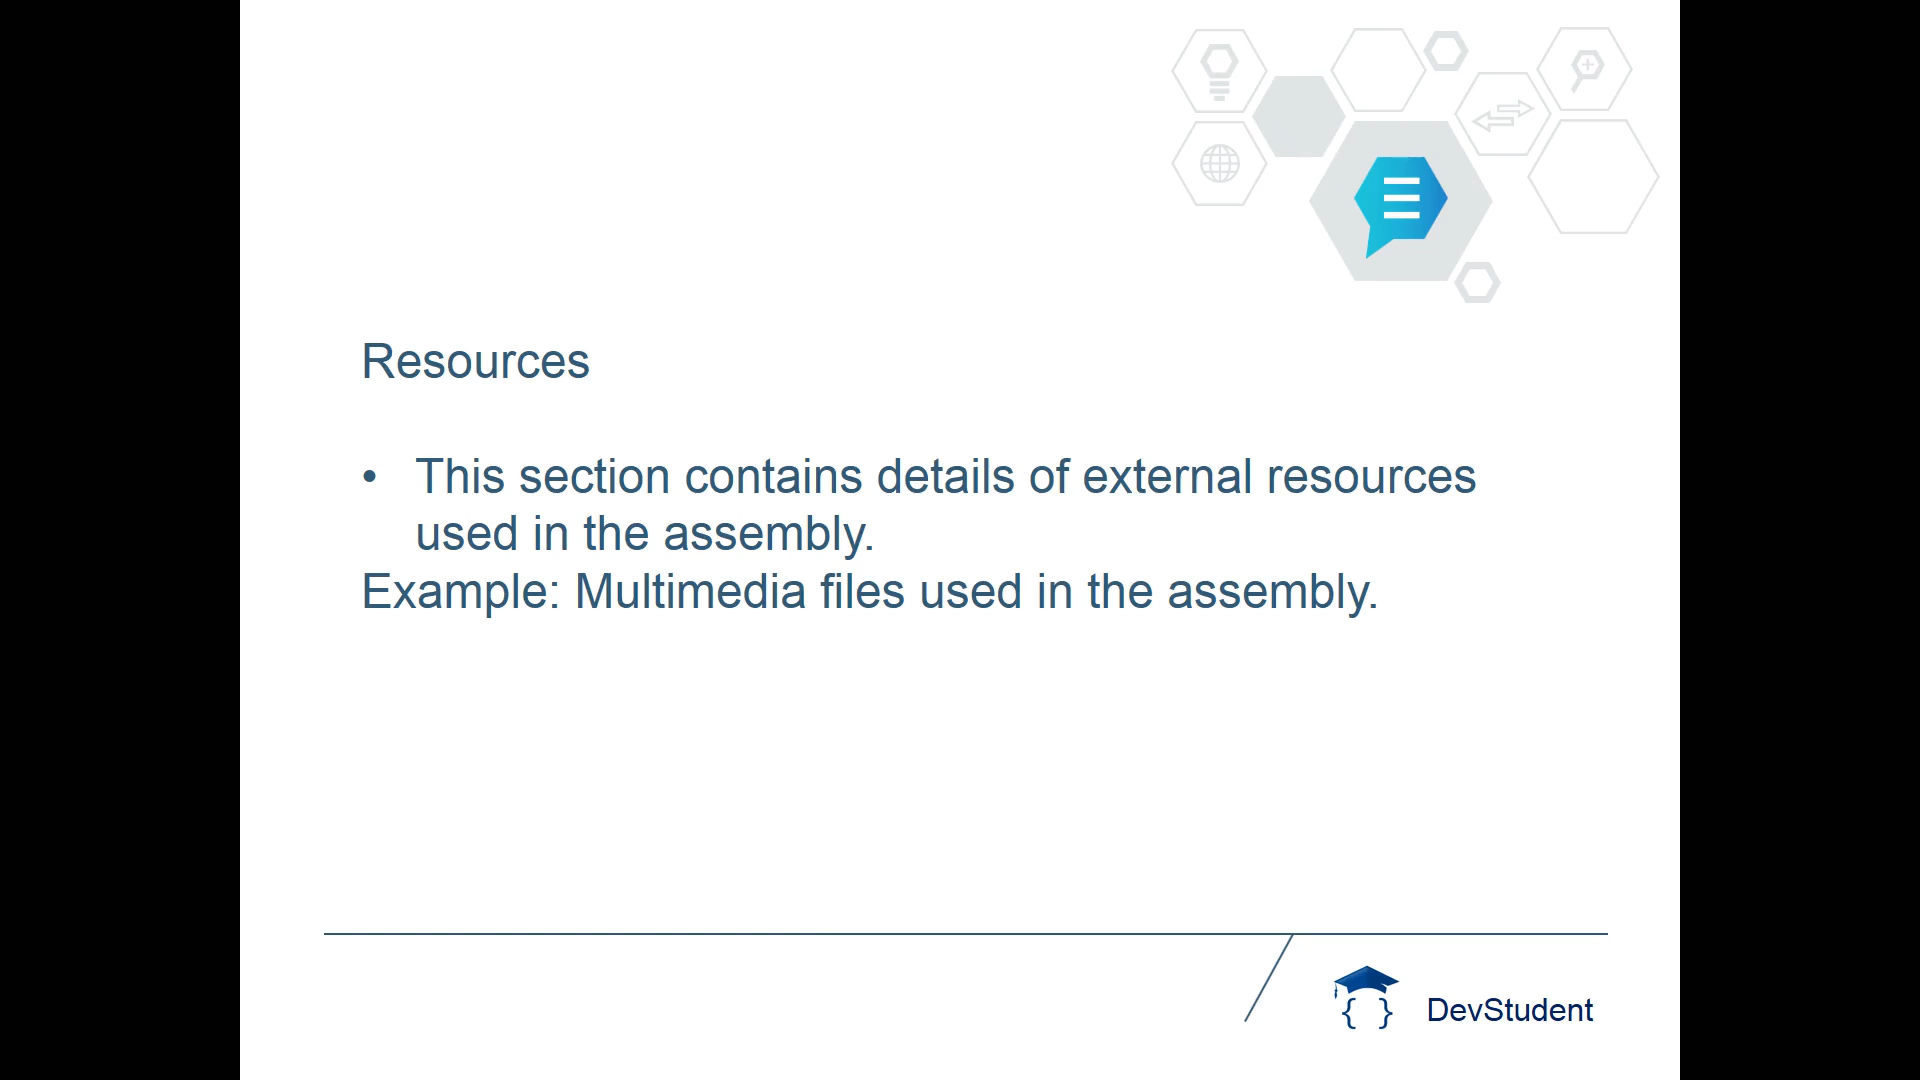 Resources
• This section contains details of external resources
used in the assembly.
Example: Multimedia files used in the assembly.
{ } DevStudent